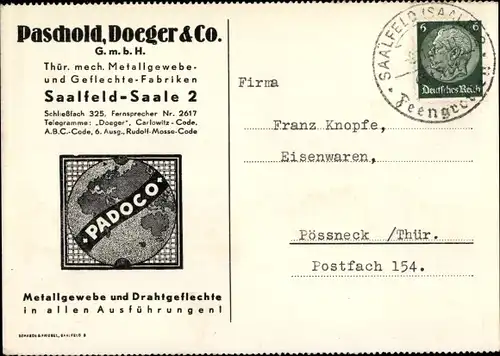 Paschold, Doeger & Co.
G. m. b. H.
Thür. mech. Metallgewebe-
und Geflechte-Fabriken
Saalfeld-Saale 2
Schließfach 325, Fernsprecher Nr. 2617
Telegramme: „Doeger", Carlowitz-Code,
A.B.C.-Code, 6. Ausg., Rudolf-Mosse-Code
PADOCO
Metallgewebe und Drahtgeflechte
in allen Ausführungen!
Firma
Franz Knopfe,
Eisenwaren,
Pössneck /Thür.
Postfach 154.
SAALFELD (SAALE)
6 6
Deutsches Reich